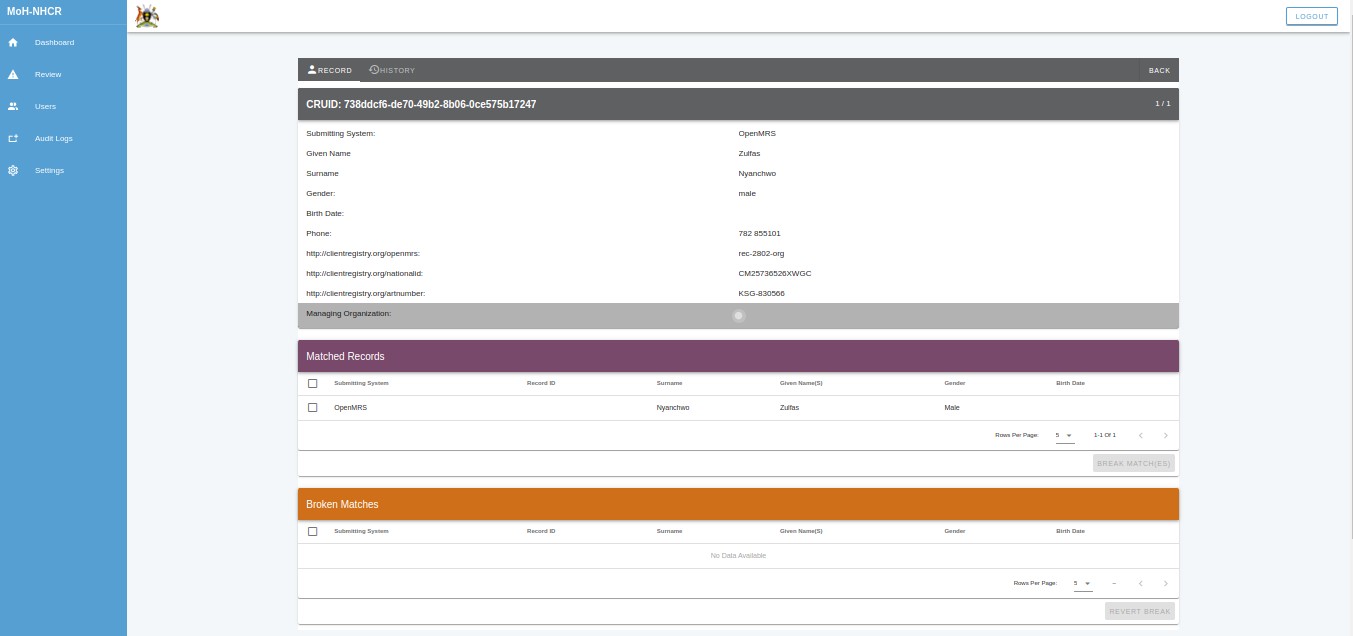 MoH-NHCR
LOGOUT
Dashboard
Review
Users
Audit Logs
Settings
RECORD HISTORY BACK
CRUID: 738ddcf6-de70-49b2-8b06-0ce575b17247 1 / 1
Submitting System: OpenMRS
Given Name Zulfas
Surname Nyanchwo
Gender: male
Birth Date:
Phone: 782 855101
http://clientregistry.org/openmrs: rec-2802-org
http://clientregistry.org/nationalid: CM25736526XWGC
http://clientregistry.org/artnumber: KSG-830566
Managing Organization:
Matched Records
Submitting System Record ID Surname Given Name(S) Gender Birth Date
OpenMRS Nyanchwo Zulfas Male
Rows Per Page: 5 1-1 Of 1
BREAK MATCH(ES)
Broken Matches
Submitting System Record ID Surname Given Name(S) Gender Birth Date
No Data Available
Rows Per Page: 5 –
REVERT BREAK